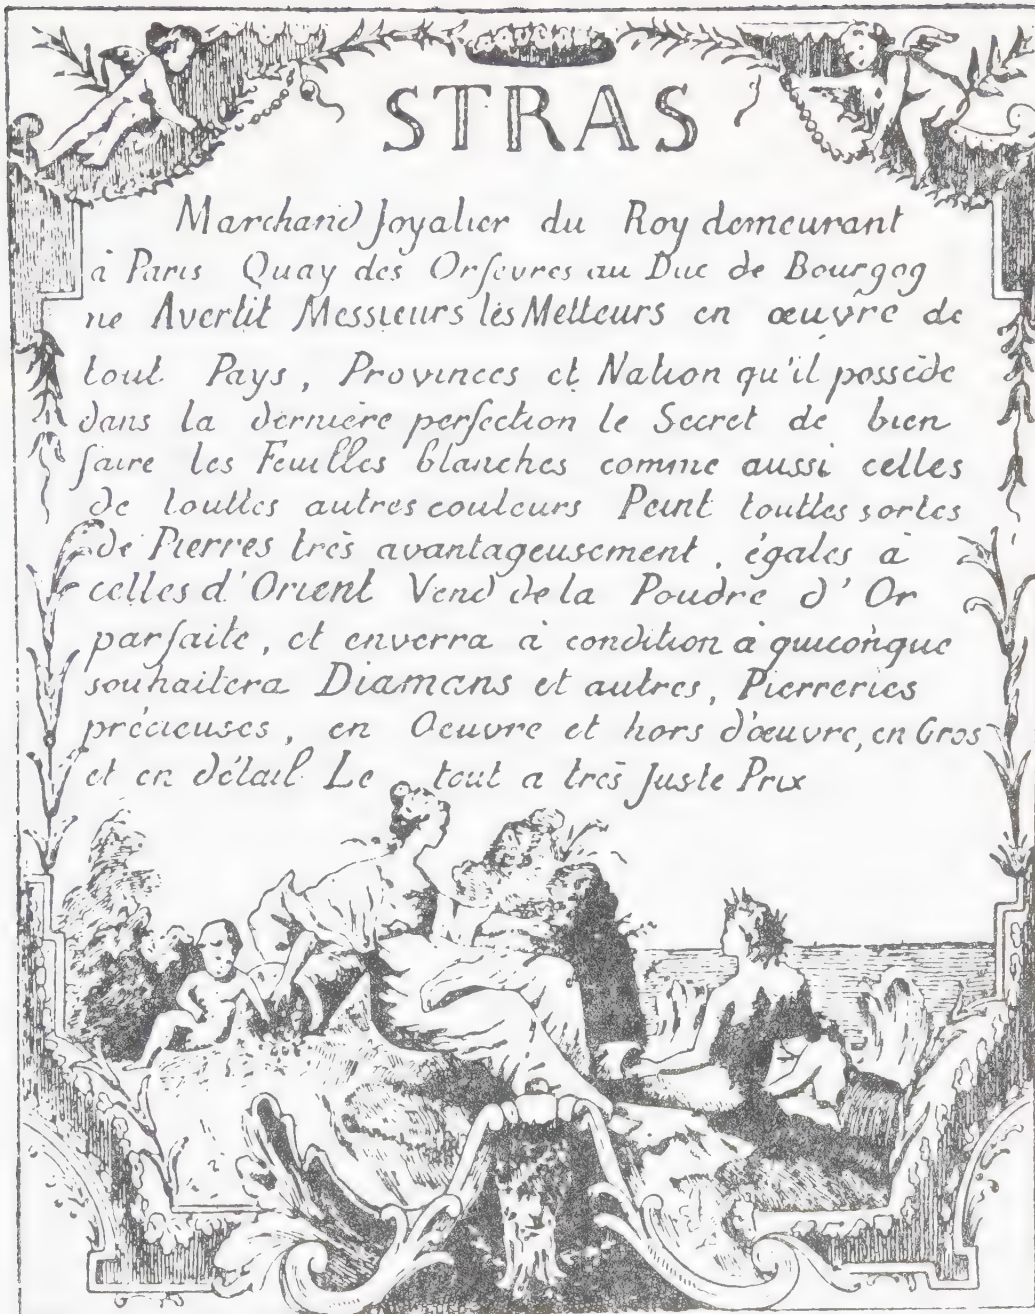 STRAS
Marchand Joyalier du Roy demeurant
à Paris Quay des Orfevres au Duc de Bourgog
ne Avertit Messieurs les Metteurs en œuvre de
tout Pays, Provinces et Nation qu'il possède
dans la dernière perfection le Secret de bien
faire les Feuilles blanches comme aussi celles
de touttes autres couleurs Peint touttes sortes
de Pierres très avantageusement, égales à
celles d'Orient Vend de la Poudre d'Or
parfaite, et enverra à condition à quiconque
souhaitera Diamans et autres, Pierreries
précieuses, en Oeuvre et hors d'œuvre, en Gros
et en détail Le tout a très Juste Prix